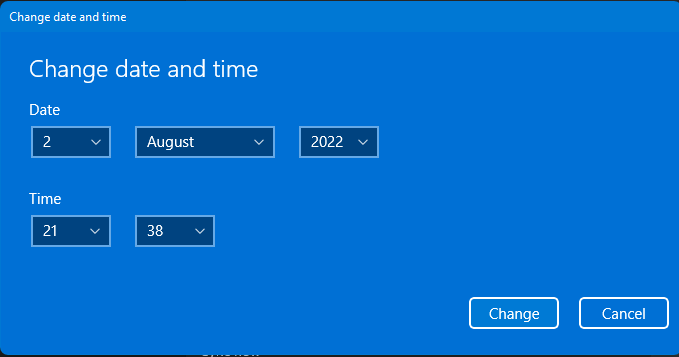 Change date and time
Change date and time
Date
2 August 2022
Time
21 38
Change Cancel